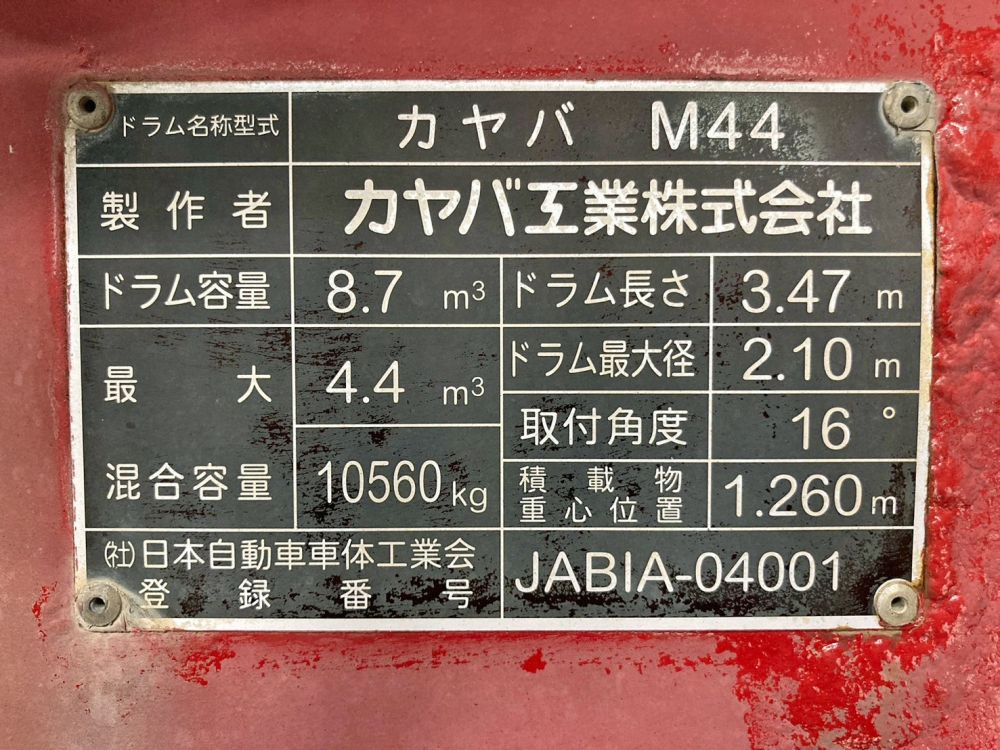 ドラム名称型式 カヤバ M44
製作者 カヤバ工業株式会社
ドラム容量 8.7 m³ ドラム長さ 3.47 m
最大 4.4 m³ ドラム最大径 2.10 m
取付角度 16°
混合容量 10560kg 積載物
重心位置 1.260m
(社)日本自動車車体工業会
登録番号 JABIA-04001